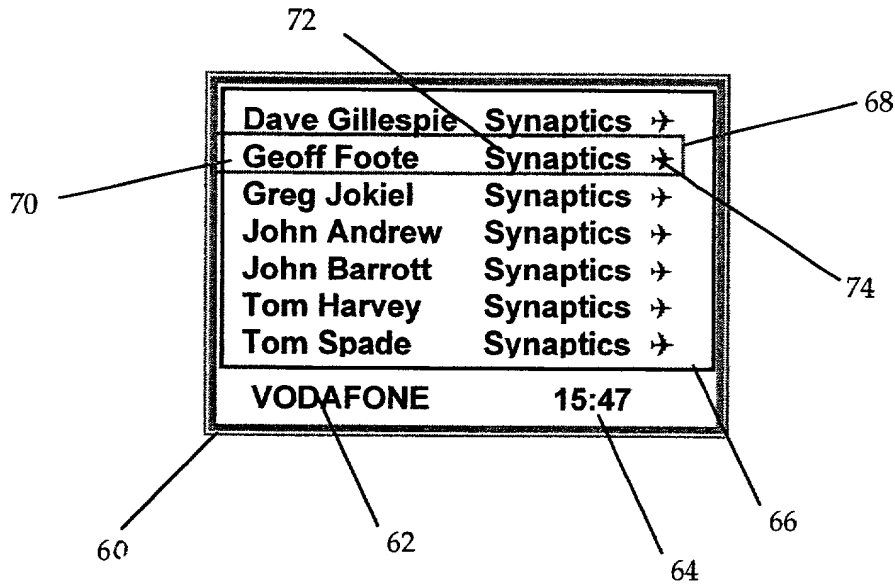 72
68
Dave Gillespie Synaptics ✈
Geoff Foote Synaptics ✈
70
Greg Jokiel Synaptics ✈
John Andrew Synaptics ✈
John Barrott Synaptics ✈
74
Tom Harvey Synaptics ✈
Tom Spade Synaptics ✈
VODAFONE 15:47
66
60
62
64